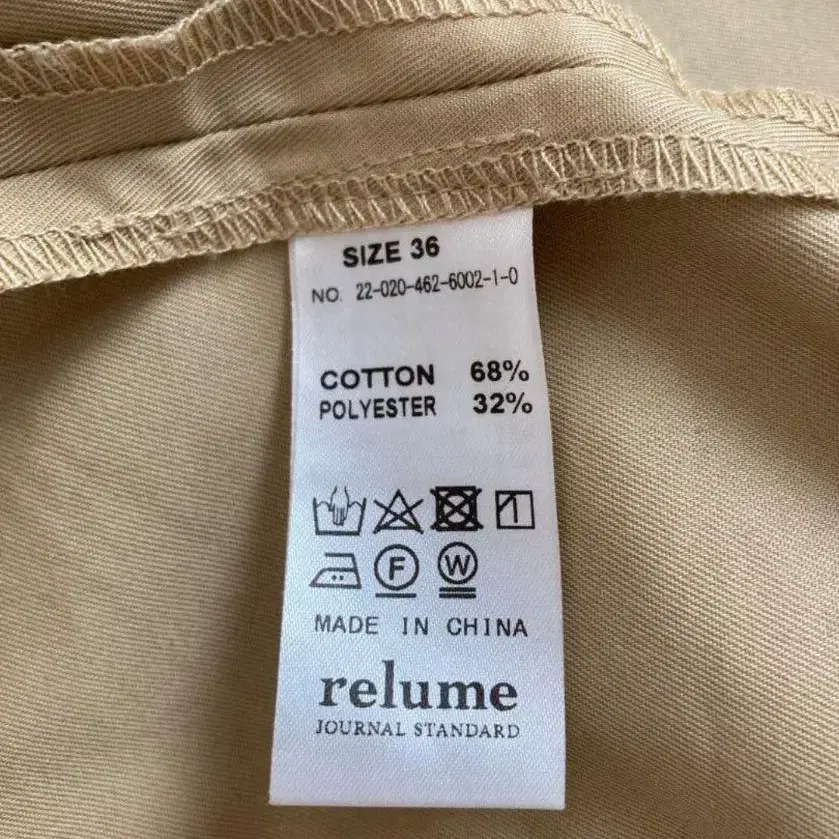 SIZE 36
NO. 22-020-462-6002-1-0
COTTON 68%
POLYESTER 32%
F W
MADE IN CHINA
relume
JOURNAL STANDARD